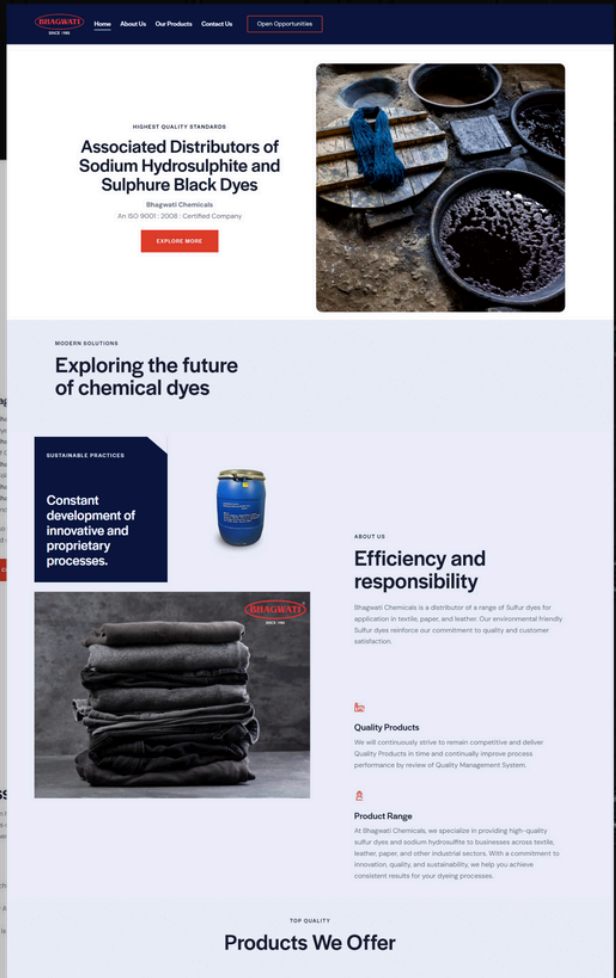 BHAGWATI
SINCE 1980
Home About Us Our Products Contact Us Open Opportunities
HIGHEST QUALITY STANDARDS
Associated Distributors of
Sodium Hydrosulphite and
Sulphure Black Dyes
Bhagwati Chemicals
An ISO 9001 : 2008 : Certified Company
EXPLORE MORE
MODERN SOLUTIONS
Exploring the future
of chemical dyes
SUSTAINABLE PRACTICES
Constant
development of
innovative and
proprietary
processes.
BHAGWATI
SINCE 1980
ABOUT US
Efficiency and
responsibility
Bhagwati Chemicals is a distributor of a range of Sulfur dyes for
application in textile, paper, and leather. Our environmental friendly
Sulfur dyes reinforce our commitment to quality and customer
satisfaction.
Quality Products
We will continuously strive to remain competitive and deliver
Quality Products in time and continually improve process
performance by review of Quality Management System.
Product Range
At Bhagwati Chemicals, we specialize in providing high-quality
sulfur dyes and sodium hydrosulfite to businesses across textile,
leather, paper, and other industrial sectors. With a commitment to
innovation, quality, and sustainability, we help you achieve
consistent results for your dyeing processes.
TOP QUALITY
Products We Offer